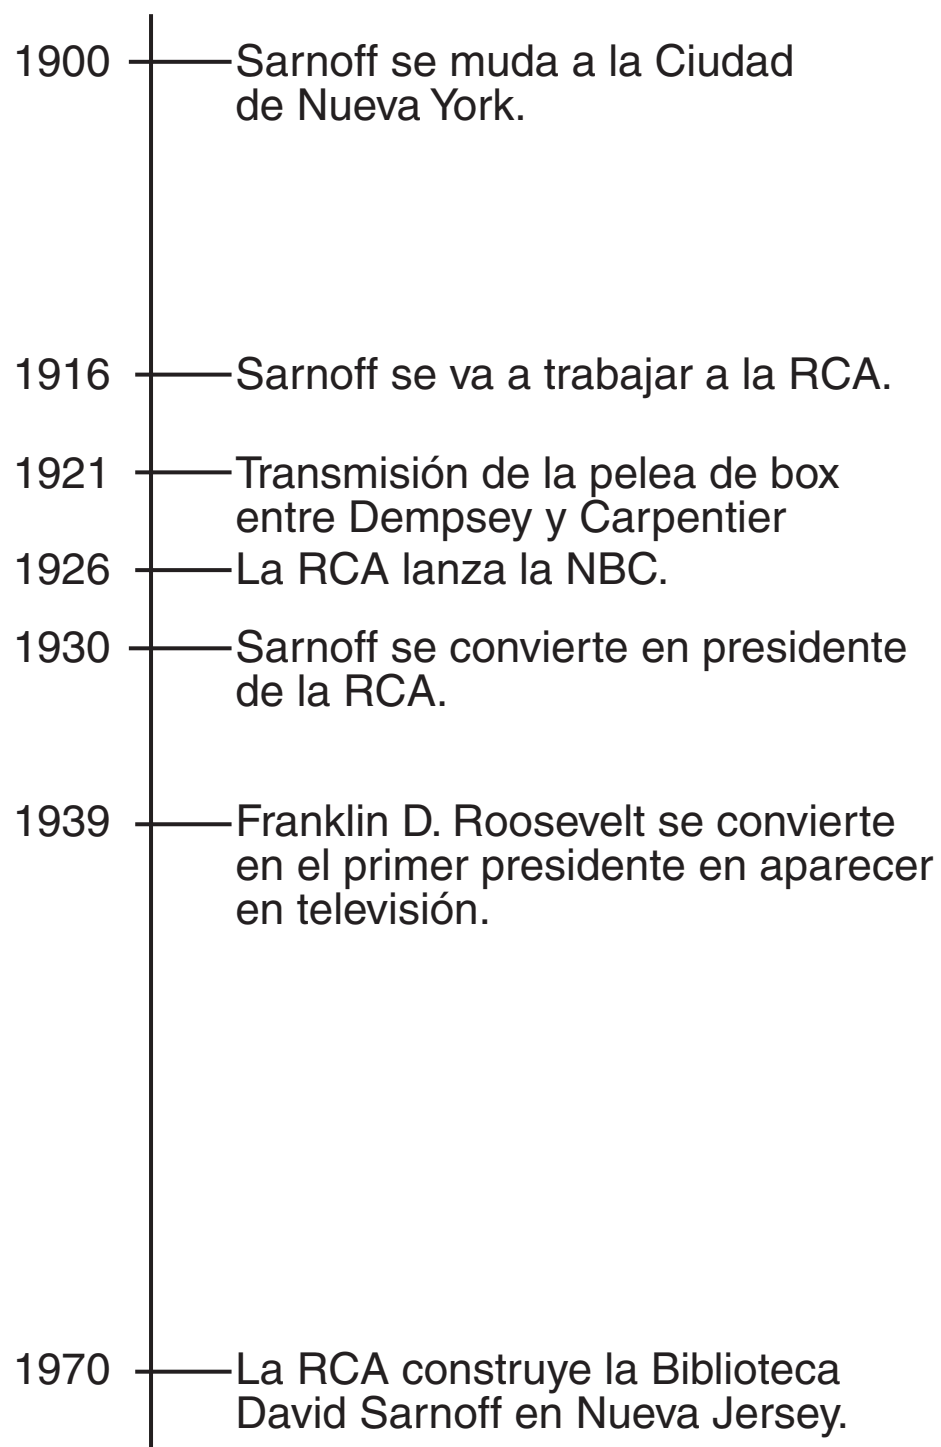 1900 Sarnoff se muda a la Ciudad
de Nueva York.
1916 Sarnoff se va a trabajar a la RCA.
1921 Transmisión de la pelea de box
entre Dempsey y Carpentier
1926 La RCA lanza la NBC.
1930 Sarnoff se convierte en presidente
de la RCA.
1939 Franklin D. Roosevelt se convierte
en el primer presidente en aparecer
en televisión.
1970 La RCA construye la Biblioteca
David Sarnoff en Nueva Jersey.